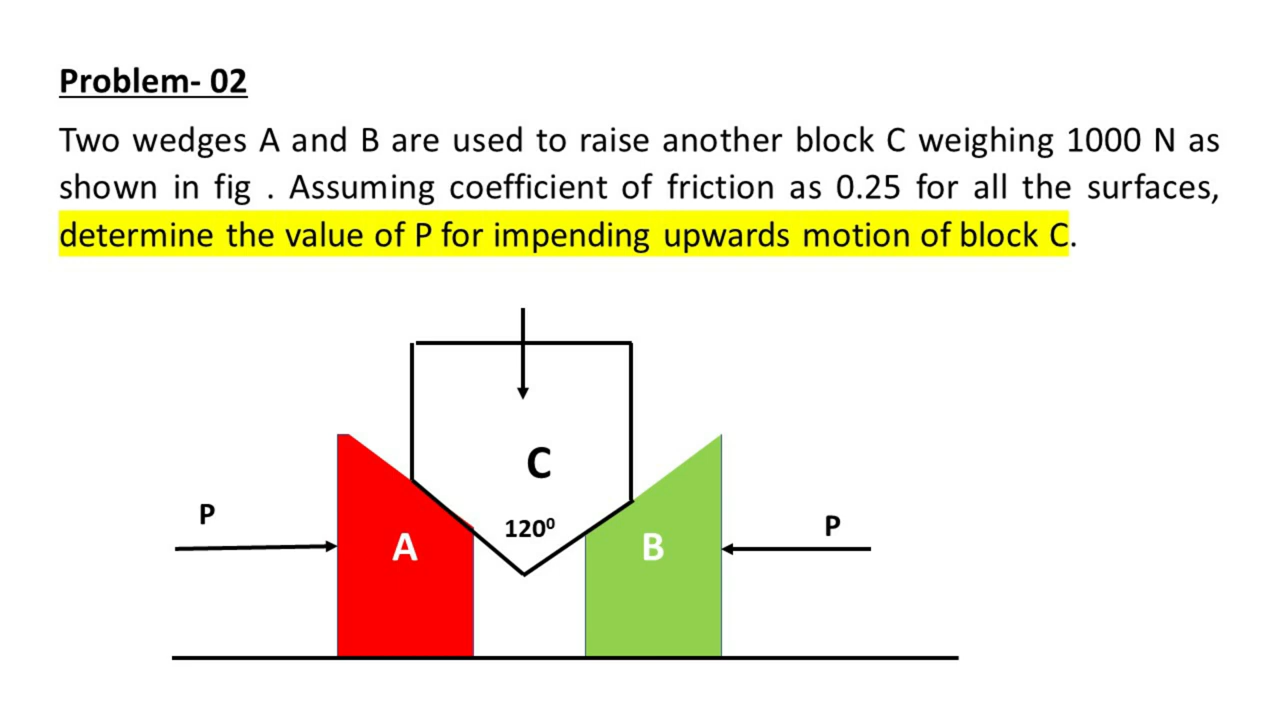 Problem- 02
Two wedges A and B are used to raise another block C weighing 1000 N as
shown in fig . Assuming coefficient of friction as 0.25 for all the surfaces,
determine the value of P for impending upwards motion of block C.
C
P
120⁰
P
A
B